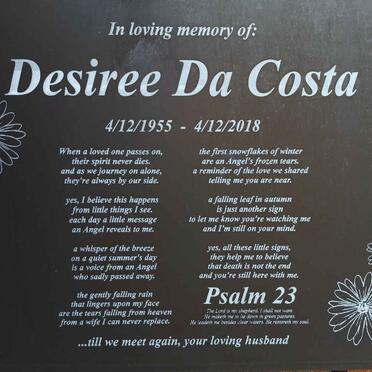 In loving memory of:
Desiree Da Costa
4/12/1955 - 4/12/2018
When a loved one passes on,
their spirit never dies.
and as we journey on alone,
they're always by our side.
yes, I believe this happens
from little things I see.
each day a little message
an Angel reveals to me.
a whisper of the breeze
on a quiet summer's day
is a voice from an Angel
who sadly passed away.
the gently falling rain
that lingers upon my face
are the tears falling from heaven
from a wife I can never replace.
the first snowflakes of winter
are an Angel's frozen tears.
a reminder of the love we shared
telling me you are near.
a falling leaf in autumn
is just another sign
to let me know you're watching me
and I'm still on your mind.
yes, all these little signs,
they help me to believe
that death is not the end
and you're still here with me.
Psalm 23
The Lord is my shepherd, I shall not want.
He maketh me to lie down in green pastures.
He leadeth me besides clear waters. He restoreth my soul.
...till we meet again, your loving husband